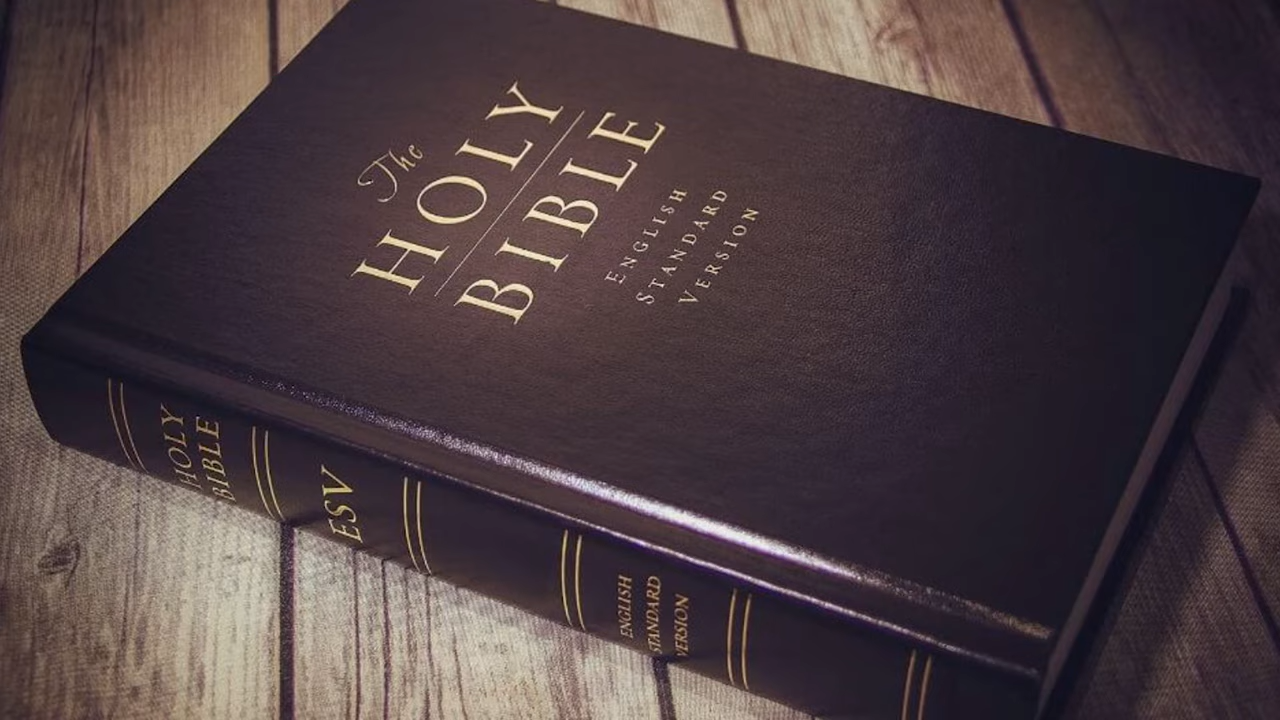 The
HOLY
BIBLE
ENGLISH
STANDARD
VERSION
HOLY
BIBLE
ESV
ENGLISH
STANDARD
VERSION